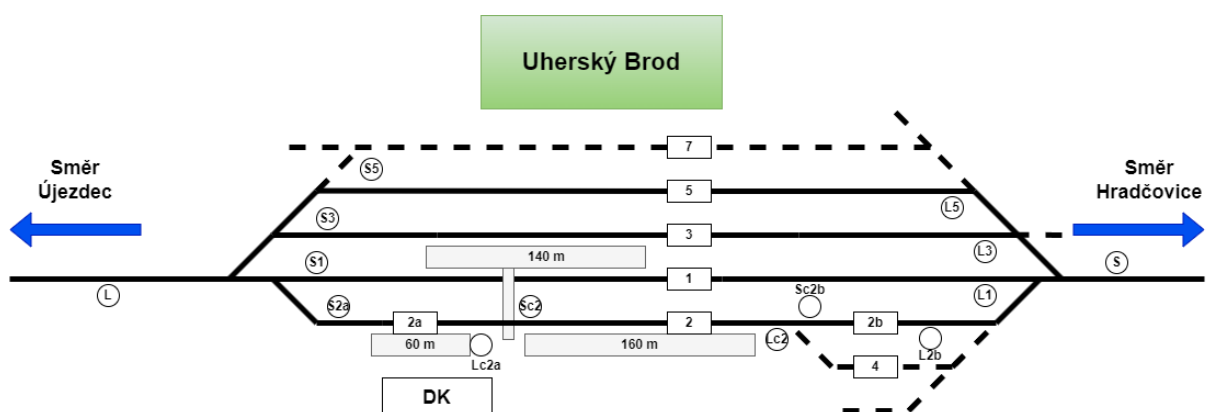 Uherský Brod
Směr
Újezdec
Směr
Hradčovice
7
S5
5
L5
S3
3
L3
S1
140 m
S
1
L
L1
S2a
Sc2
Sc2b
2a
2
2b
60 m
160 m
Lc2
L2b
Lc2a
4
DK